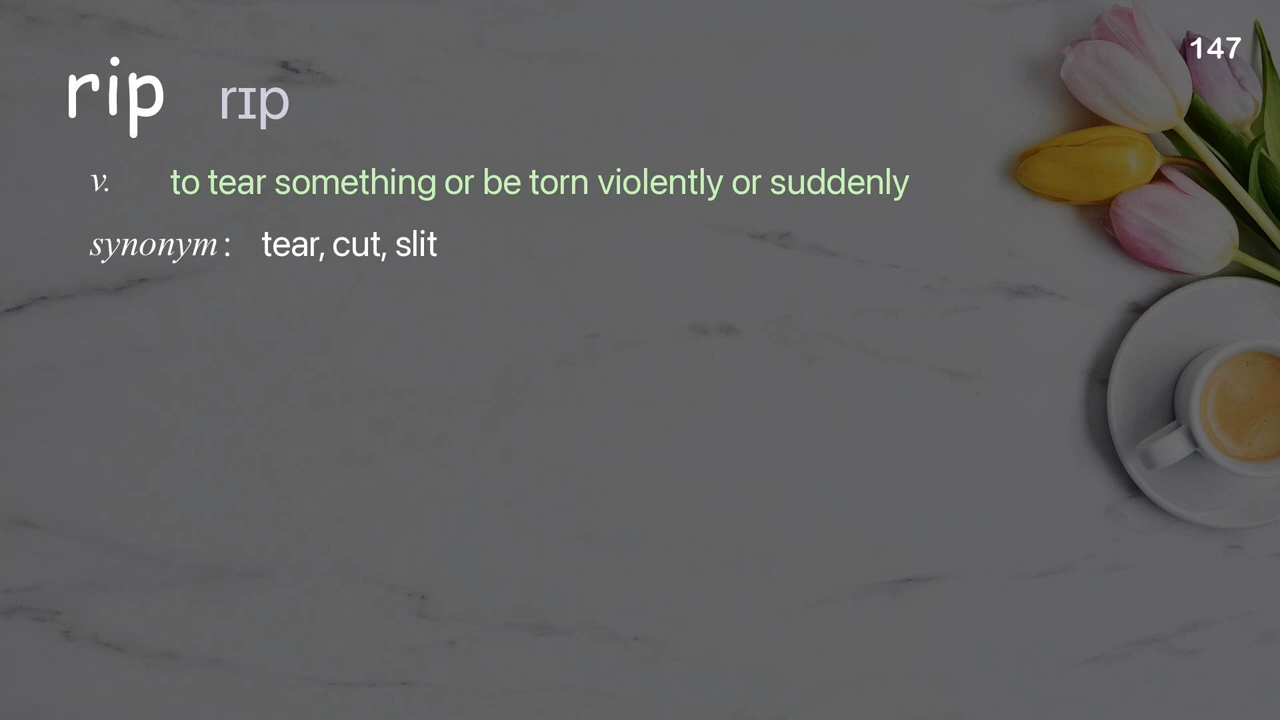 147
rip rɪp
v. to tear something or be torn violently or suddenly
synonym : tear, cut, slit